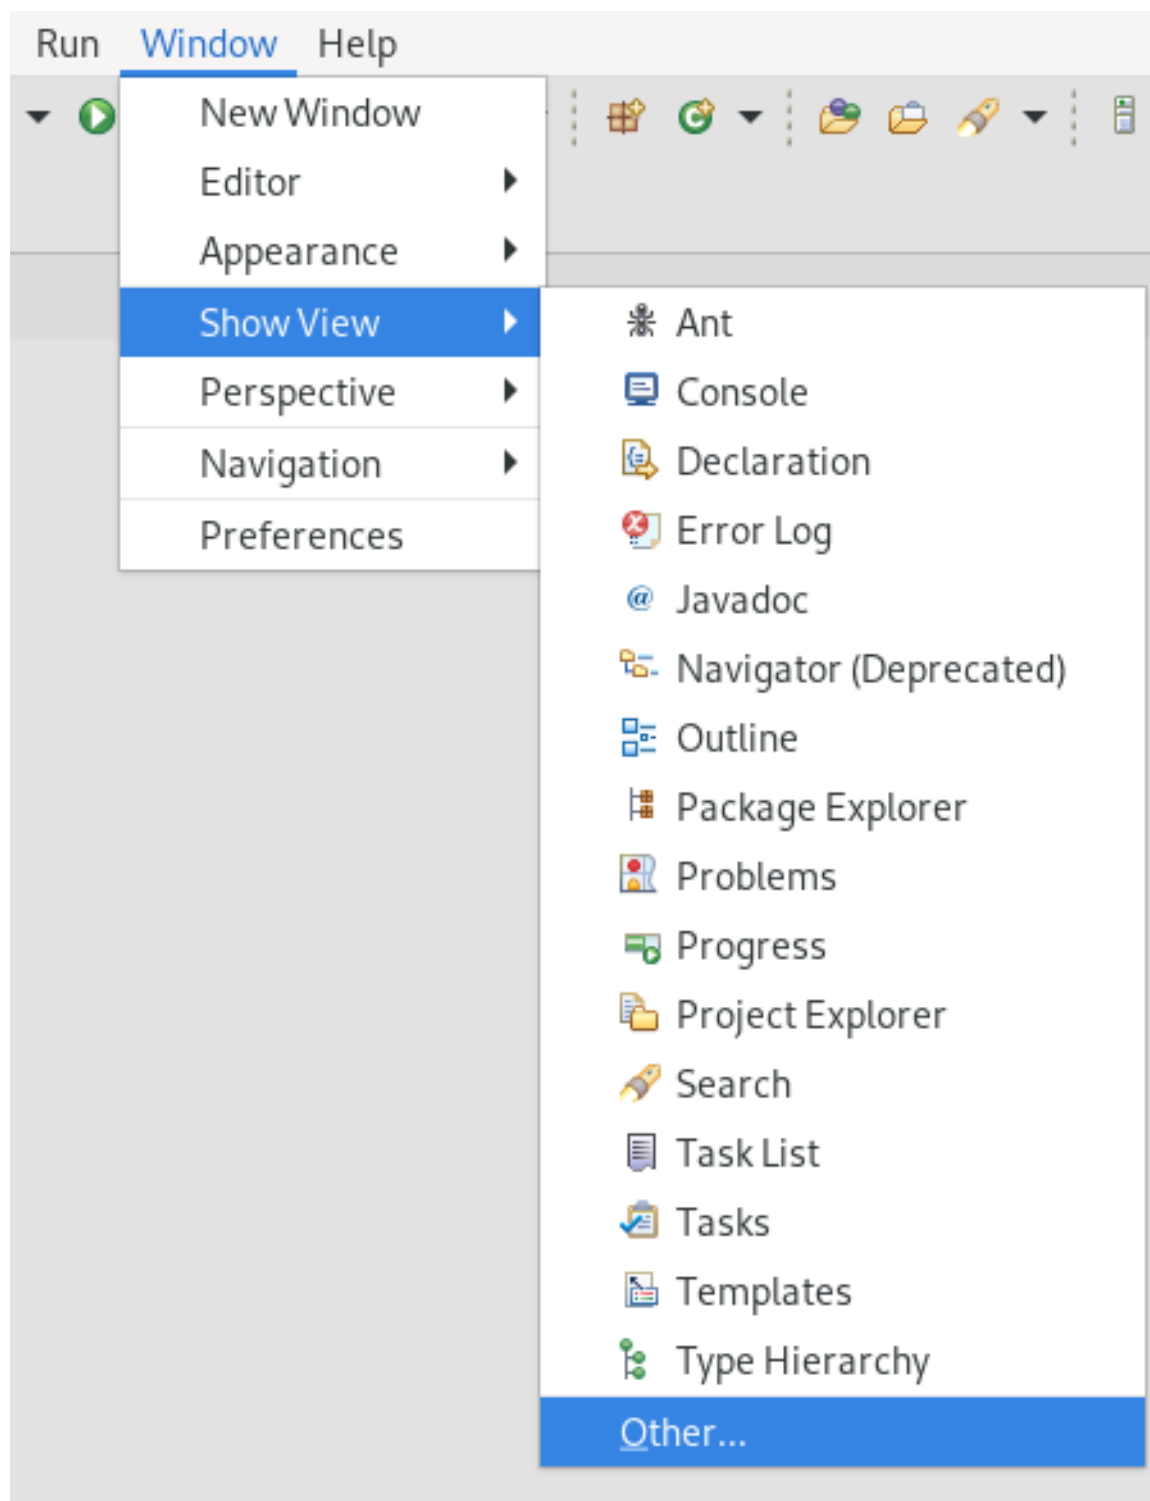 Run Window Help
New Window
Editor
Appearance
Show View
Perspective
Navigation
Preferences
Ant
Console
Declaration
Error Log
Javadoc
Navigator (Deprecated)
Outline
Package Explorer
Problems
Progress
Project Explorer
Search
Task List
Tasks
Templates
Type Hierarchy
Other...